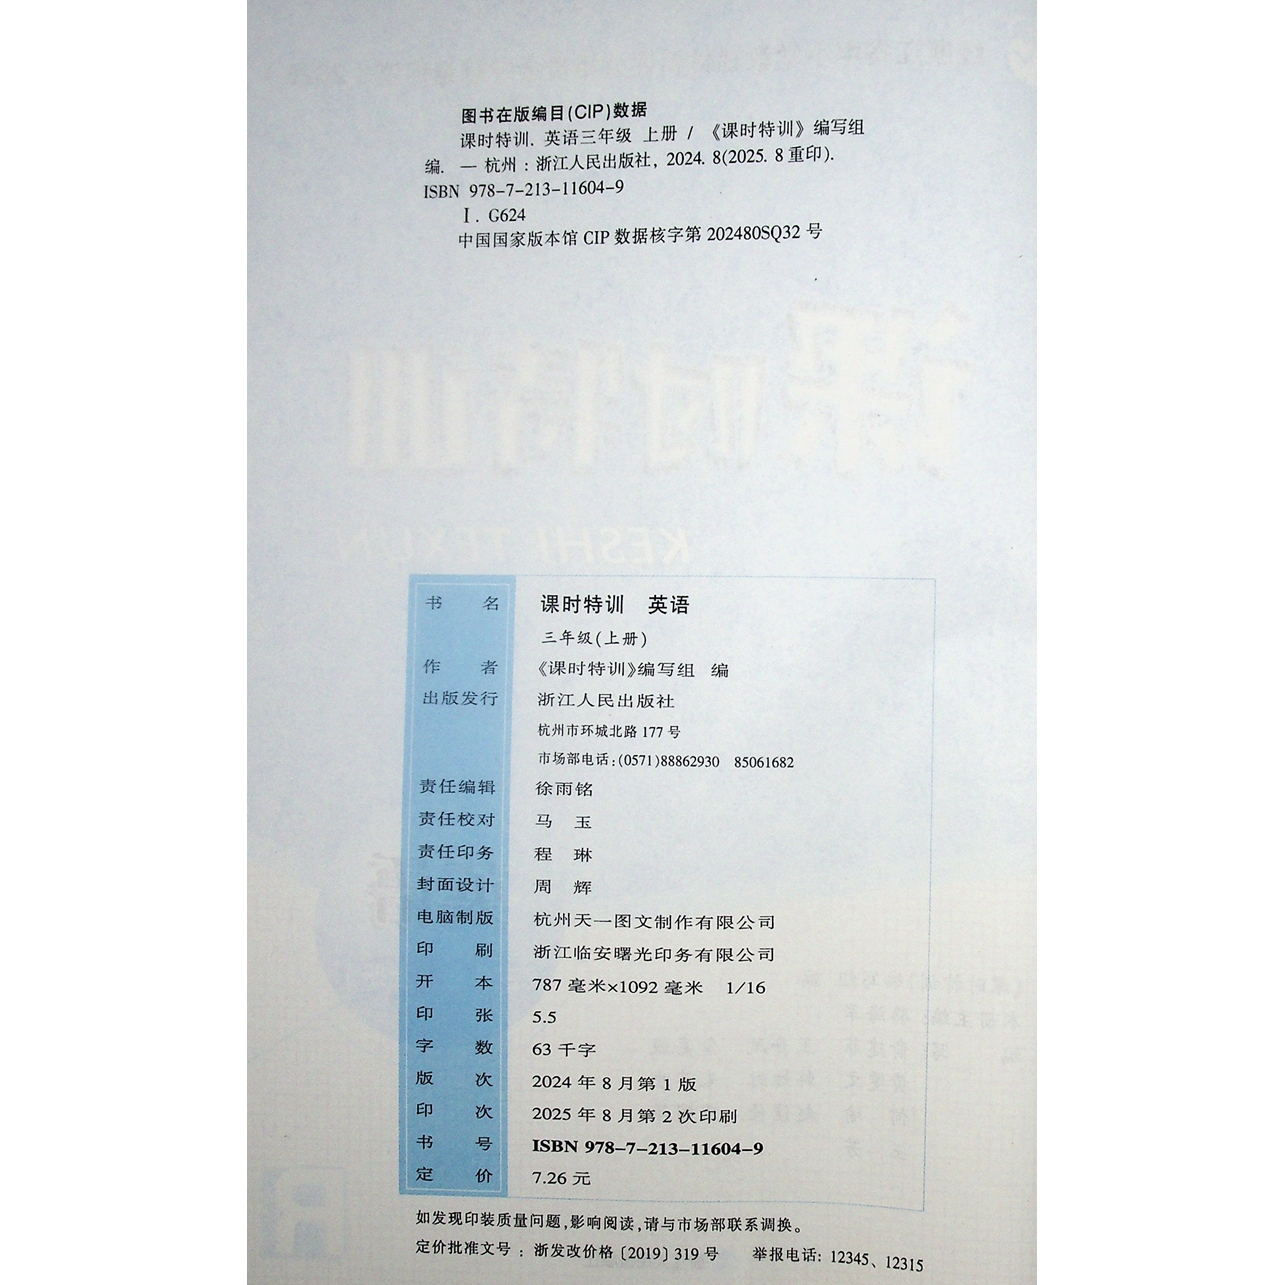 图书在版编目(CIP)数据
课时特训. 英语三年级 上册 / 《课时特训》编写组
编. — 杭州 : 浙江人民出版社, 2024. 8(2025. 8重印).
ISBN 978-7-213-11604-9
Ⅰ. G624
中国国家版本馆 CIP 数据核字第 202480SQ32 号
课时特训
KESHI TEXUN
书 名 课时特训 英语
三年级(上册)
作 者 《课时特训》编写组 编
出版发行 浙江人民出版社
杭州市环城北路 177 号
市场部电话:(0571)88862930 85061682
责任编辑 徐雨铭
责任校对 马 玉
责任印务 程 琳
封面设计 周 辉
电脑制版 杭州天一图文制作有限公司
印 刷 浙江临安曙光印务有限公司
开 本 787 毫米×1092 毫米 1/16
印 张 5.5
字 数 63 千字
版 次 2024 年 8 月第 1 版
印 次 2025 年 8 月第 2 次印刷
书 号 ISBN 978-7-213-11604-9
定 价 7.26 元
如发现印装质量问题,影响阅读,请与市场部联系调换。
定价批准文号 : 浙发改价格〔2019〕319 号 举报电话: 12345、12315